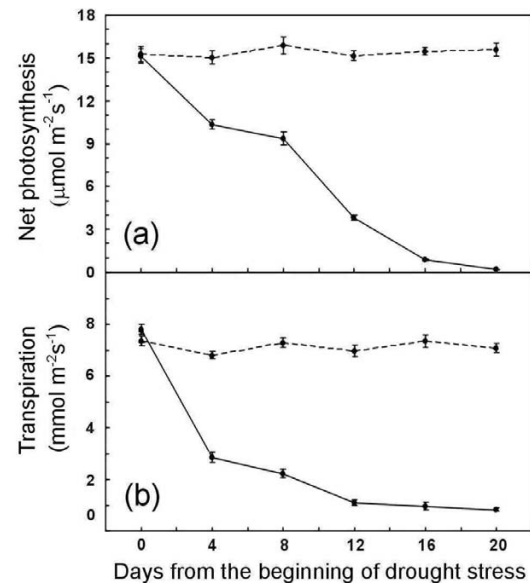 18
15
12
9
6
3
0
Net photosynthesis
(μmol m⁻² s⁻¹)
(a)
8
6
4
2
0
Transpiration
(mmol m⁻²s⁻¹)
(b)
0 4 8 12 16 20
Days from the beginning of drought stress